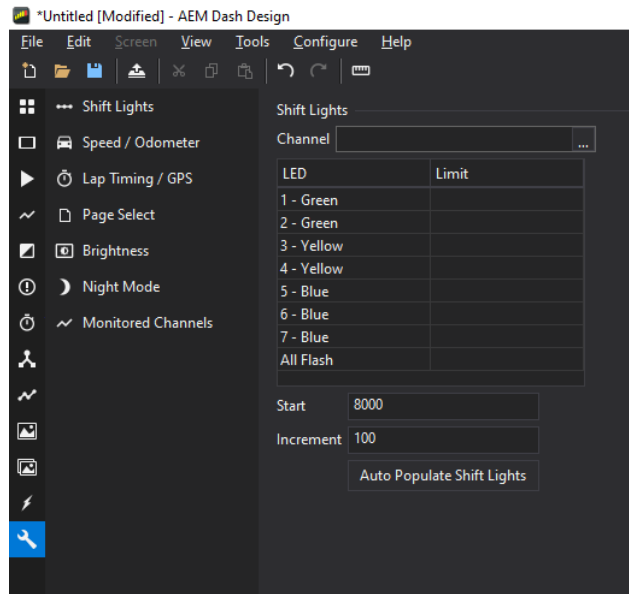 *Untitled [Modified] - AEM Dash Design
File Edit Screen View Tools Configure Help
Shift Lights
Speed / Odometer
Lap Timing / GPS
Page Select
Brightness
Night Mode
Monitored Channels
Shift Lights
Channel ...
LED Limit
1 - Green
2 - Green
3 - Yellow
4 - Yellow
5 - Blue
6 - Blue
7 - Blue
All Flash
Start 8000
Increment 100
Auto Populate Shift Lights